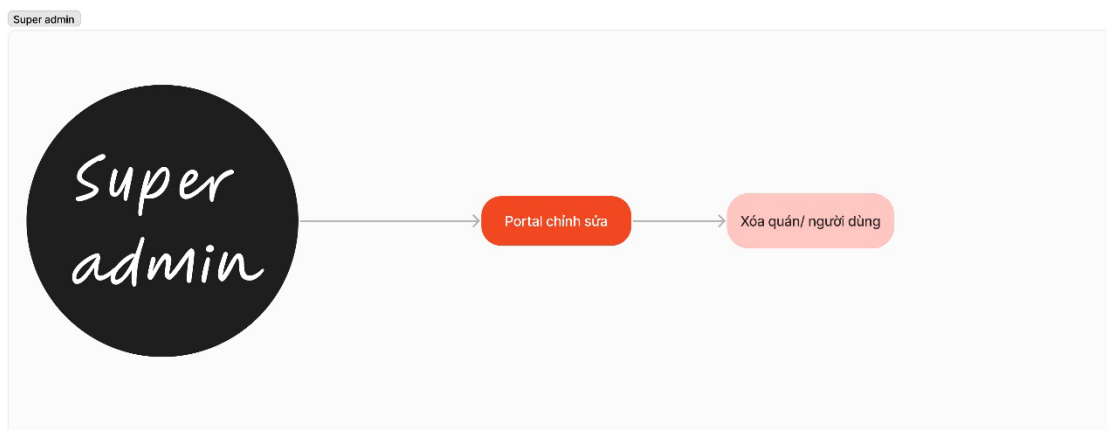 Super admin
Super
admin
Portal chỉnh sửa
Xóa quán/ người dùng